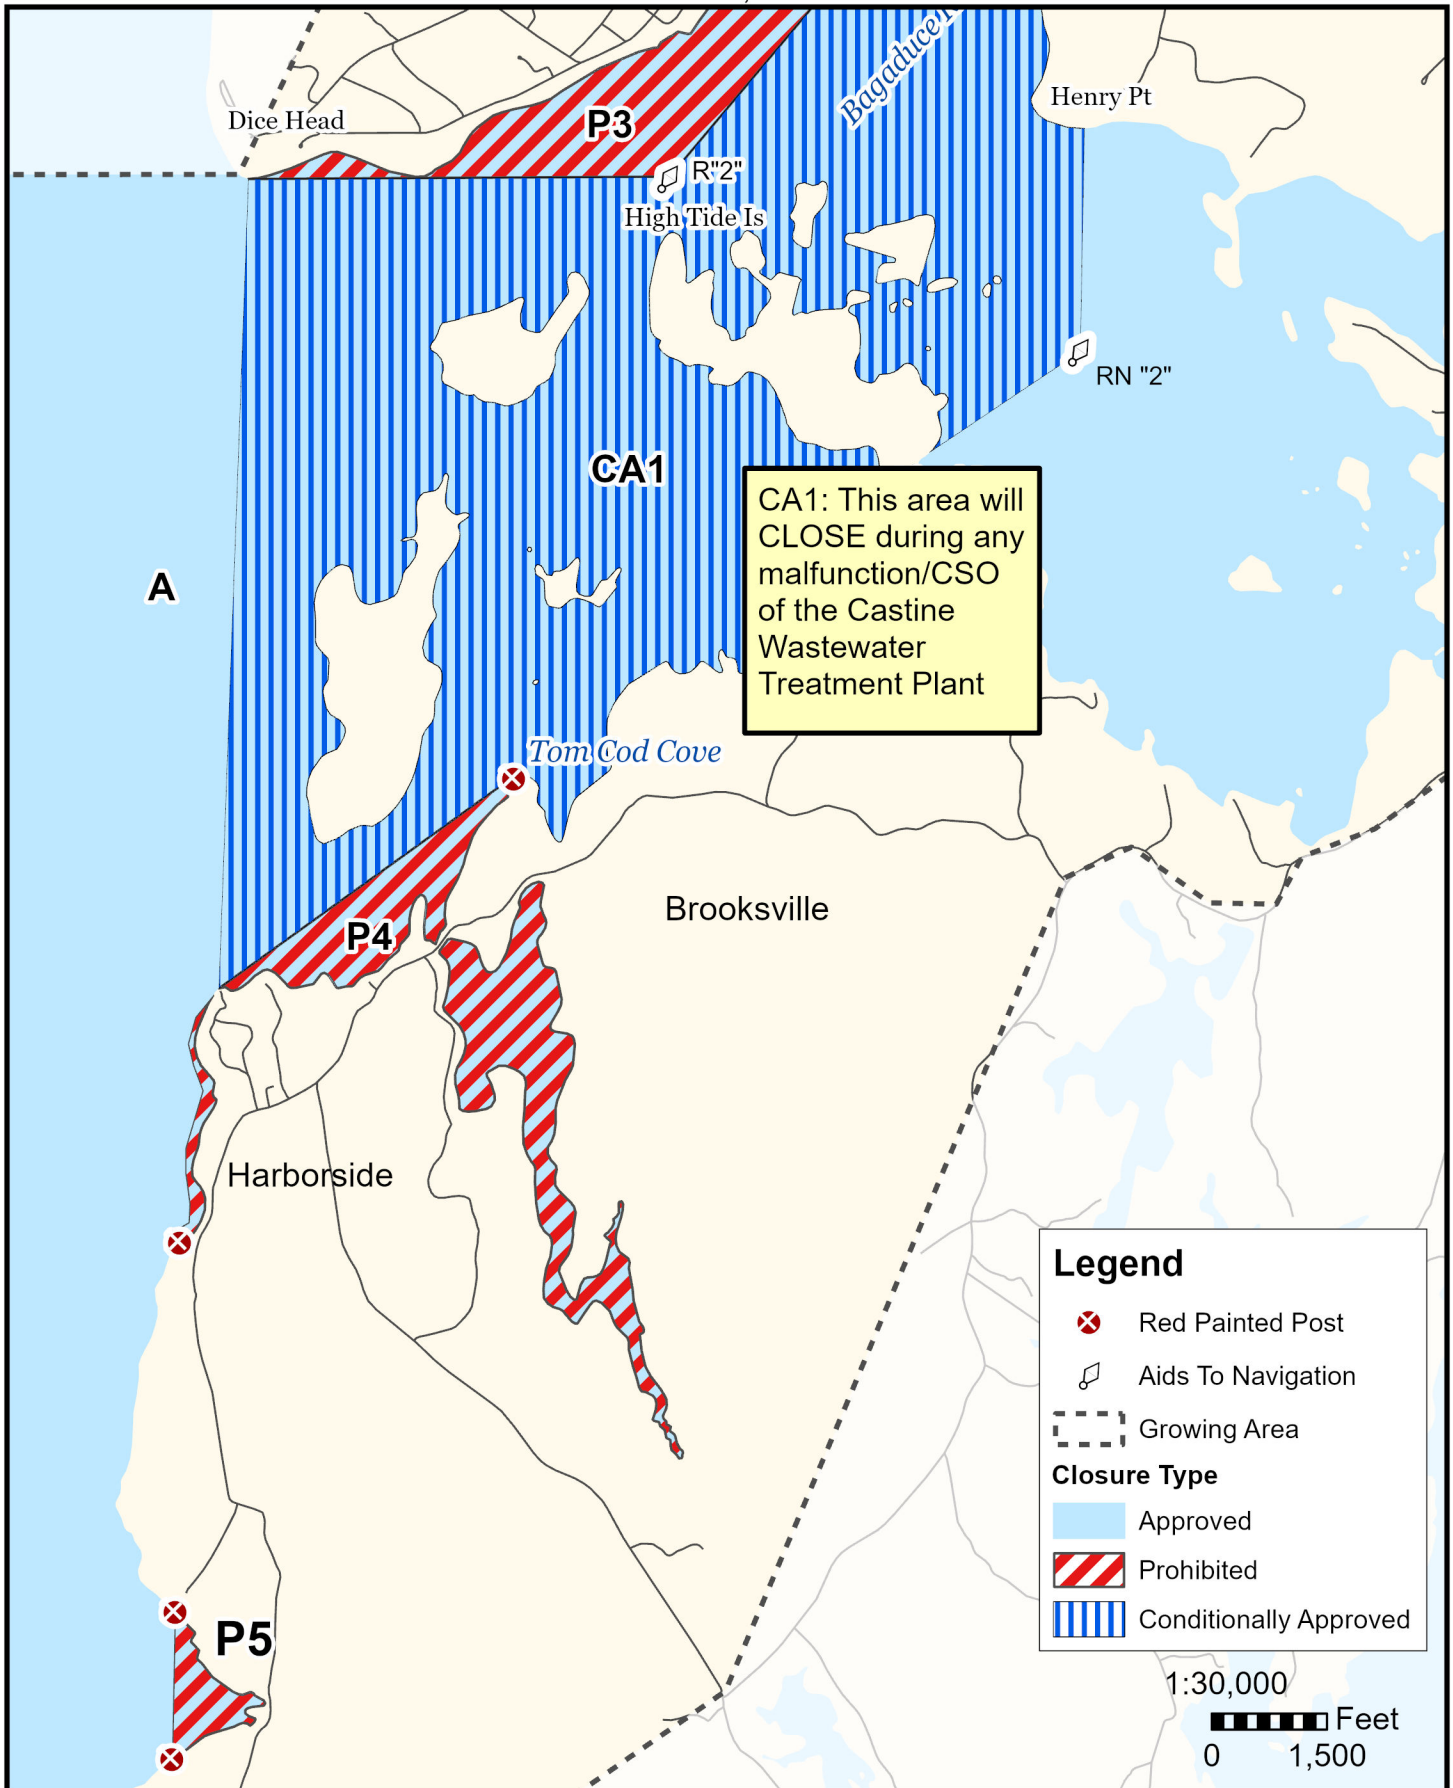 Bagaduce
Henry Pt
Dice Head
P3
R"2"
High Tide Is
RN "2"
CA1
CA1: This area will
CLOSE during any
malfunction/CSO
of the Castine
Wastewater
Treatment Plant
A
Tom Cod Cove
Brooksville
P4
Harborside
P5
Legend
Red Painted Post
Aids To Navigation
Growing Area
Closure Type
Approved
Prohibited
Conditionally Approved
1:30,000
Feet
0 1,500